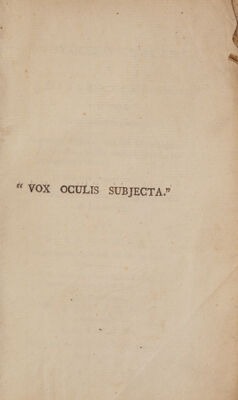 “ VOX OCULIS SUBJECTA.”